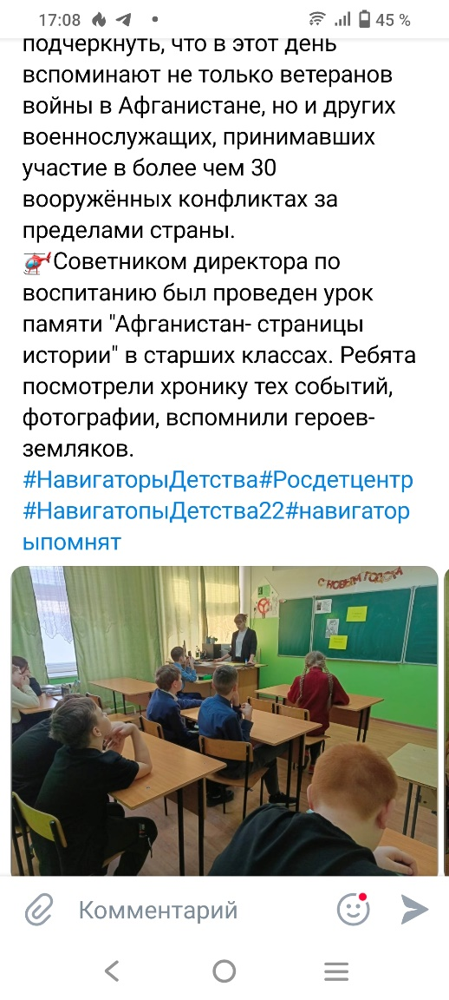 17:08 45 %
подчеркнуть, что в этот день
вспоминают не только ветеранов
войны в Афганистане, но и других
военнослужащих, принимавших
участие в более чем 30
вооружённых конфликтах за
пределами страны.
Советником директора по
воспитанию был проведен урок
памяти "Афганистан- страницы
истории" в старших классах. Ребята
посмотрели хронику тех событий,
фотографии, вспомнили героев-
земляков.
#НавигаторыДетства#Росдетцентр
#НавигатопыДетства22#навигатор
ыпомнят
С НОВЫМ ГОДОМ
Комментарий